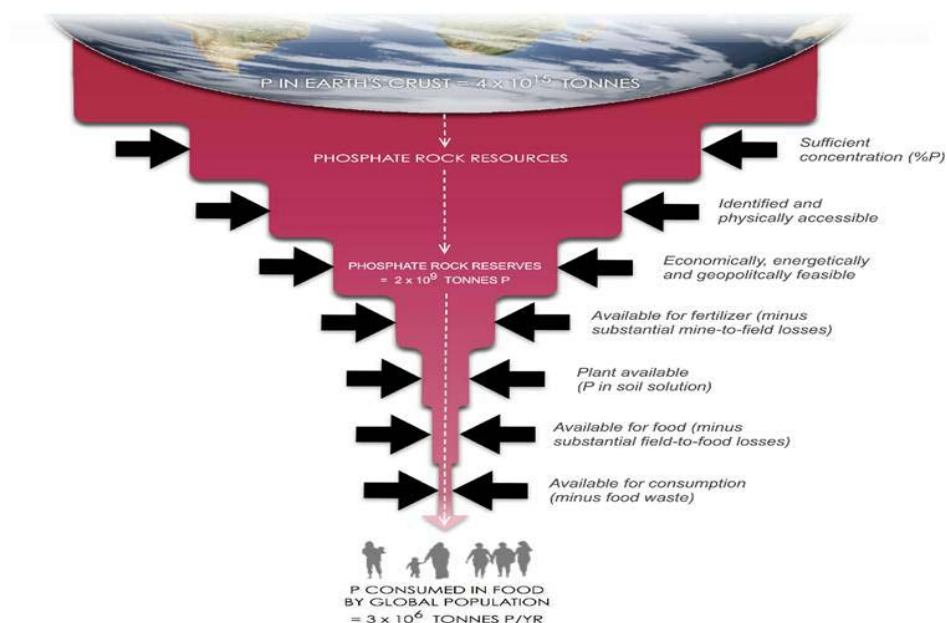 P IN EARTH'S CRUST = 4 x 10¹⁵ TONNES
PHOSPHATE ROCK RESOURCES
Sufficient
concentration (%P)
Identified and
physically accessible
PHOSPHATE ROCK RESERVES
= 2 x 10⁹ TONNES P
Economically, energetically
and geopolitcally feasible
Available for fertilizer (minus
substantial mine-to-field losses)
Plant available
(P in soil solution)
Available for food (minus
substantial field-to-food losses)
Available for consumption
(minus food waste)
P CONSUMED IN FOOD
BY GLOBAL POPULATION
= 3 x 10⁶ TONNES P/YR